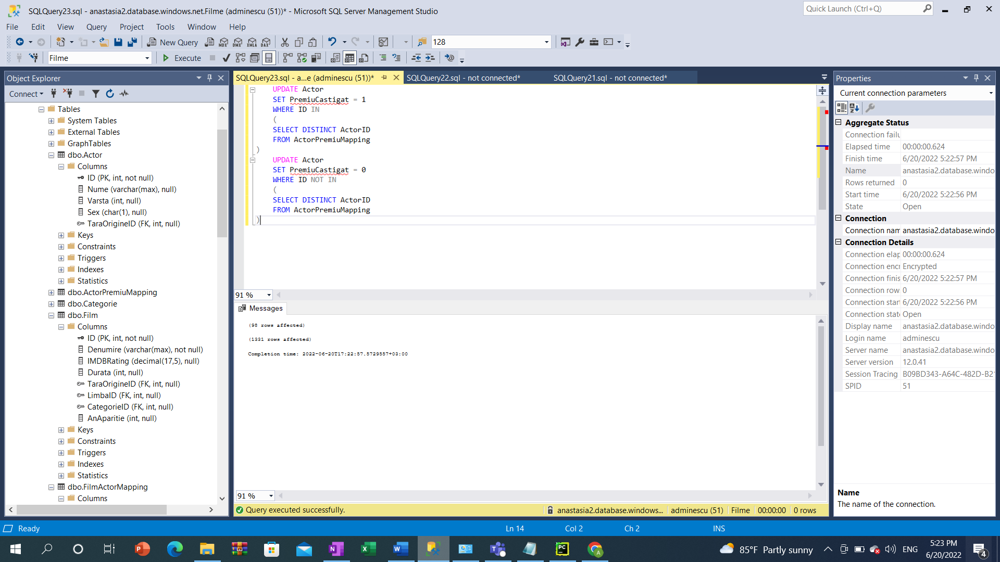 SQLQuery23.sql - anastasia2.database.windows.net.Filme (adminescu (51))* - Microsoft SQL Server Management Studio
Quick Launch (Ctrl+Q)
File Edit View Query Project Tools Window Help
New Query
MDX DMX XMLA DAX
128
Filme
Execute
Object Explorer
Connect
Tables
System Tables
External Tables
GraphTables
dbo.Actor
Columns
ID (PK, int, not null)
Nume (varchar(max), null)
Varsta (int, null)
Sex (char(1), null)
TaraOrigineID (FK, int, null)
Keys
Constraints
Triggers
Indexes
Statistics
dbo.ActorPremiuMapping
dbo.Categorie
dbo.Film
Columns
ID (PK, int, not null)
Denumire (varchar(max), not null)
IMDBRating (decimal(17,5), null)
Durata (int, null)
TaraOrigineID (FK, int, null)
LimbaID (FK, int, null)
CategorieID (FK, int, null)
AnAparitie (int, null)
Keys
Constraints
Triggers
Indexes
Statistics
dbo.FilmActorMapping
Columns
SQLQuery23.sql - a...e (adminescu (51))* SQLQuery22.sql - not connected* SQLQuery21.sql - not connected*
UPDATE Actor
SET PremiuCastigat = 1
WHERE ID IN
(
SELECT DISTINCT ActorID
FROM ActorPremiuMapping
)
UPDATE Actor
SET PremiuCastigat = 0
WHERE ID NOT IN
(
SELECT DISTINCT ActorID
FROM ActorPremiuMapping
)
91 %
Messages
(98 rows affected)
(1331 rows affected)
Completion time: 2022-06-20T17:22:57.5729557+03:00
91 %
Query executed successfully.
anastasia2.database.windows... adminescu (51) Filme 00:00:00 0 rows
Properties
Current connection parameters
Aggregate Status
Connection failu
Elapsed time 00:00:00.624
Finish time 6/20/2022 5:22:57 PM
Name anastasia2.database.windo
Rows returned 0
Start time 6/20/2022 5:22:56 PM
State Open
Connection
Connection nam anastasia2.database.windo
Connection Details
Connection elap 00:00:00.624
Connection encr Encrypted
Connection finis 6/20/2022 5:22:57 PM
Connection row 0
Connection start 6/20/2022 5:22:56 PM
Connection stat Open
Display name anastasia2.database.windo
Login name adminescu
Server name anastasia2.database.windo
Server version 12.0.41
Session Tracing B09BD343-A64C-482D-B21
SPID 51
Name
The name of the connection.
Ready
Ln 14 Col 2 Ch 2 INS
85°F Partly sunny
ENG
5:23 PM
6/20/2022
4